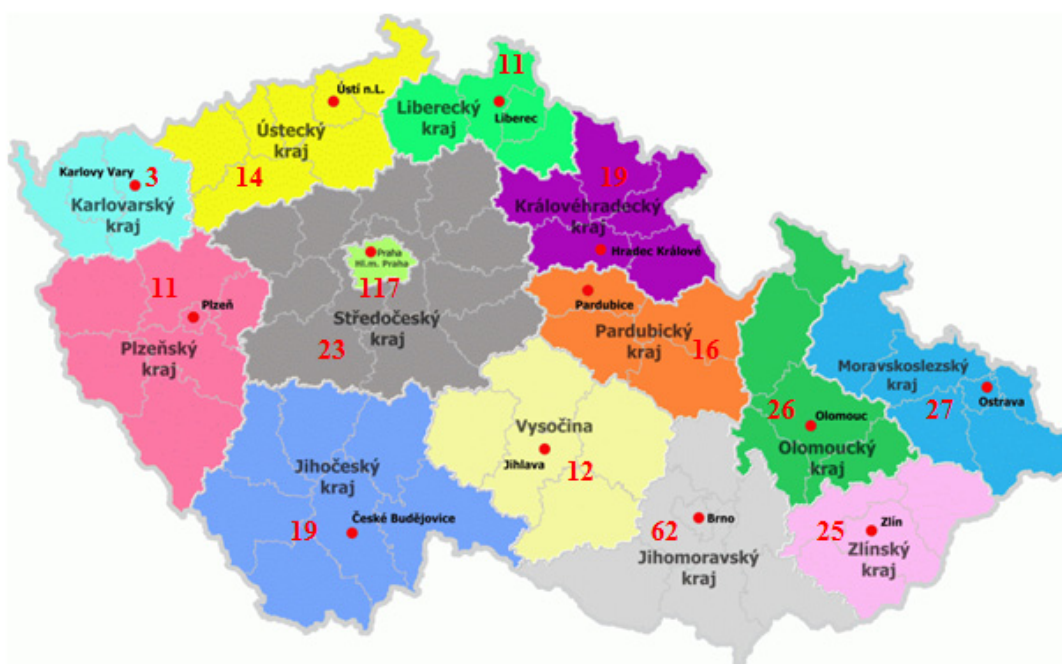 11
Ústí n.L.
Liberecký
kraj
Liberec
Ústecký
kraj
14
Karlovy Vary
3
Karlovarský
kraj
19
Královéhradecký
kraj
Hradec Králové
Praha
Hl.m. Praha
117
Středočeský
kraj
23
11
Plzeň
Plzeňský
kraj
Pardubice
Pardubický
kraj
16
Moravskoslezský
kraj
Ostrava
27
26
Olomouc
Olomoucký
kraj
Vysočina
Jihlava
12
Jihočeský
kraj
České Budějovice
19
62
Brno
Jihomoravský
kraj
25
Zlín
Zlínský
kraj